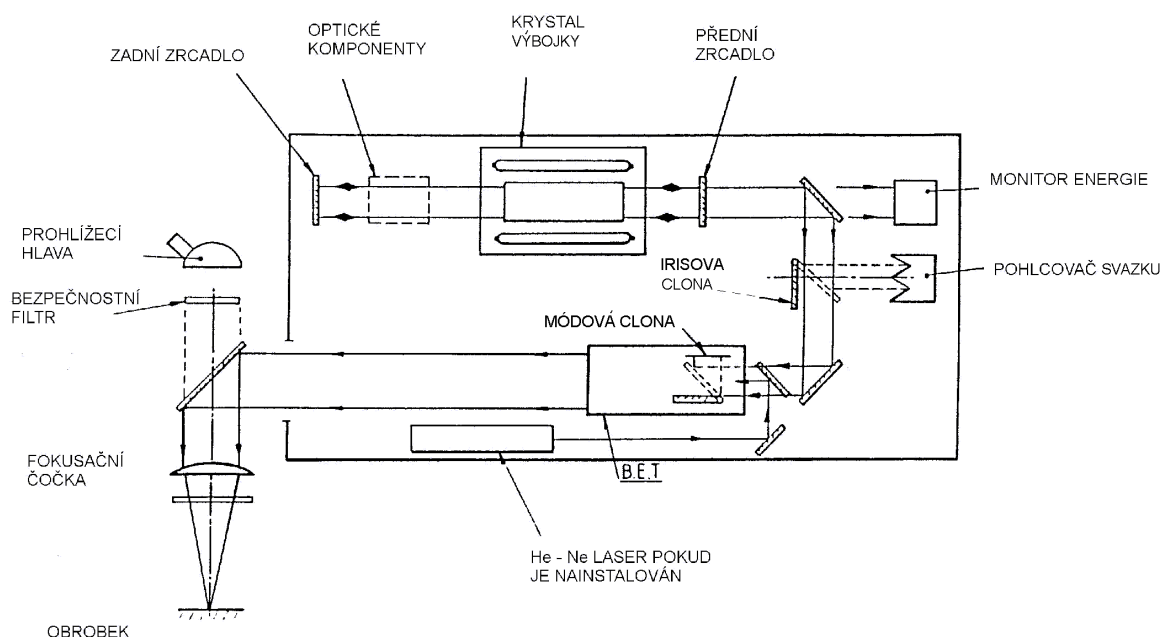 KRYSTAL
VÝBOJKY
OPTICKÉ
KOMPONENTY
PŘEDNÍ
ZRCADLO
ZADNÍ ZRCADLO
MONITOR ENERGIE
PROHLÍŽECÍ
HLAVA
IRISOVA
CLONA
POHLCOVAČ SVAZKU
BEZPEČNOSTNÍ
FILTR
MÓDOVÁ CLONA
FOKUSAČNÍ
ČOČKA
B.E.T
He - Ne LASER POKUD
JE NAINSTALOVÁN
OBROBEK